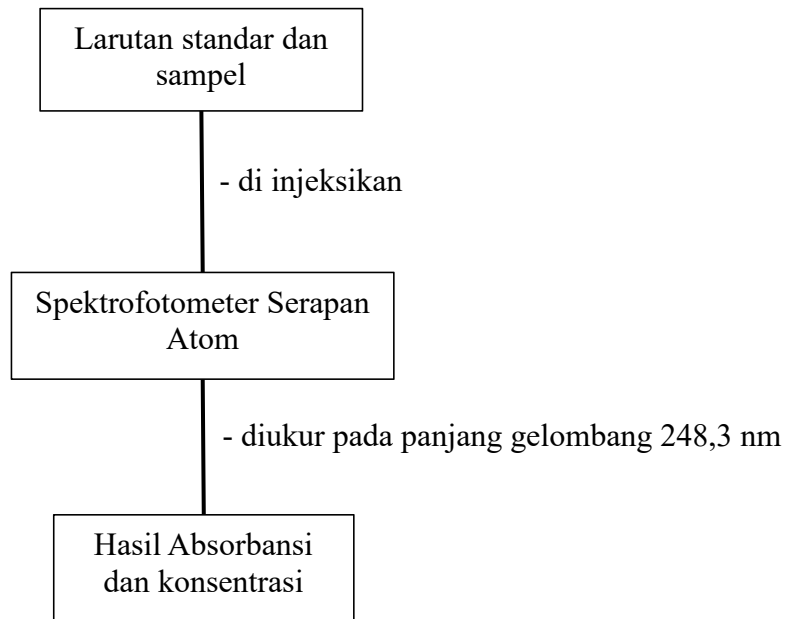 Larutan standar dan
sampel
- di injeksikan
Spektrofotometer Serapan
Atom
- diukur pada panjang gelombang 248,3 nm
Hasil Absorbansi
dan konsentrasi